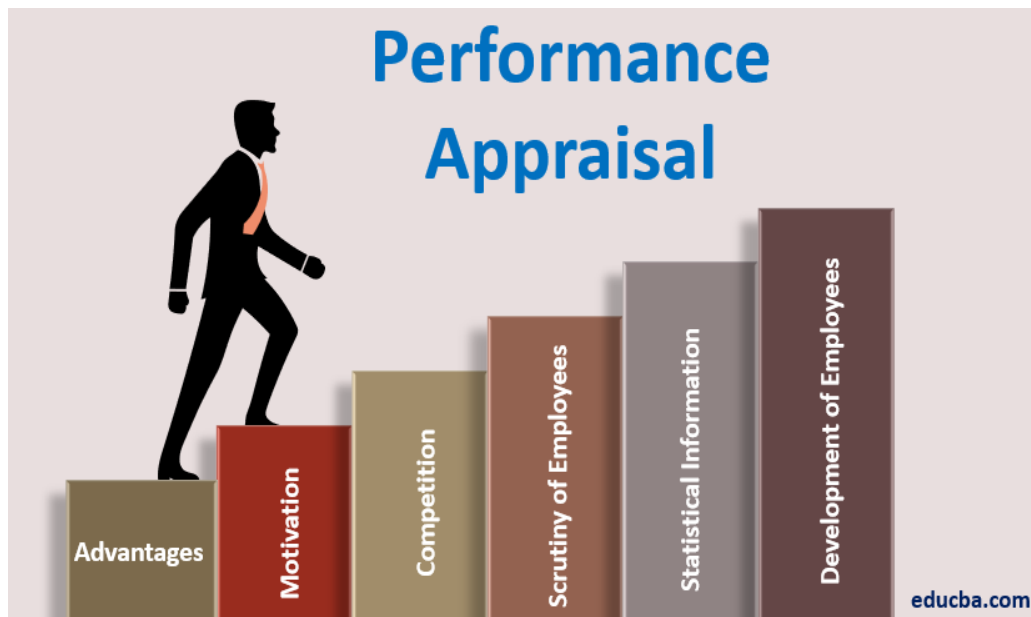 Performance
Appraisal
Advantages
Motivation
Competition
Scrutiny of Employees
Statistical Information
Development of Employees
educba.com